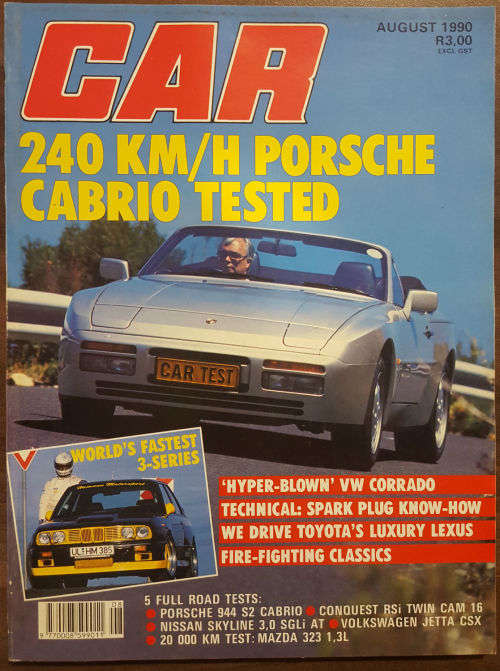 CAR
AUGUST 1990
R3,00
EXCL GST
240 KM/H PORSCHE
CABRIO TESTED
CAR TEST
WORLD'S FASTEST
3-SERIES
UL HM 385
'HYPER-BLOWN' VW CORRADO
TECHNICAL: SPARK PLUG KNOW-HOW
WE DRIVE TOYOTA'S LUXURY LEXUS
FIRE-FIGHTING CLASSICS
5 FULL ROAD TESTS:
● PORSCHE 944 S2 CABRIO ● CONQUEST RSi TWIN CAM 16
● NISSAN SKYLINE 3,0 SGLi AT ● VOLKSWAGEN JETTA CSX
● 20 000 KM TEST: MAZDA 323 1,3L
08